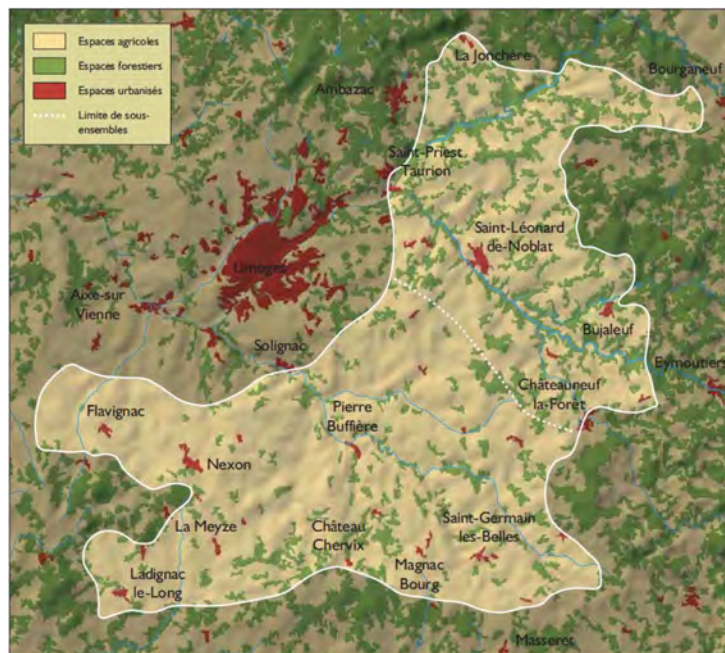 Espaces agricoles
Espaces forestiers
Espaces urbanisés
Limite de sous-
ensembles
La Jonchère
Bourganeuf
Ambazac
Saint-Priest
Taurion
Saint-Léonard
de-Noblat
Limoges
Aixe-sur
Vienne
Bujaleuf
Solignac
Eymoutiers
Châteauneuf
la-Forêt
Flavignac
Pierre
Buffière
Nexon
La Meyze
Château
Chervix
Saint-Germain
les-Belles
Ladignac
le-Long
Magnac
Bourg
Masseret